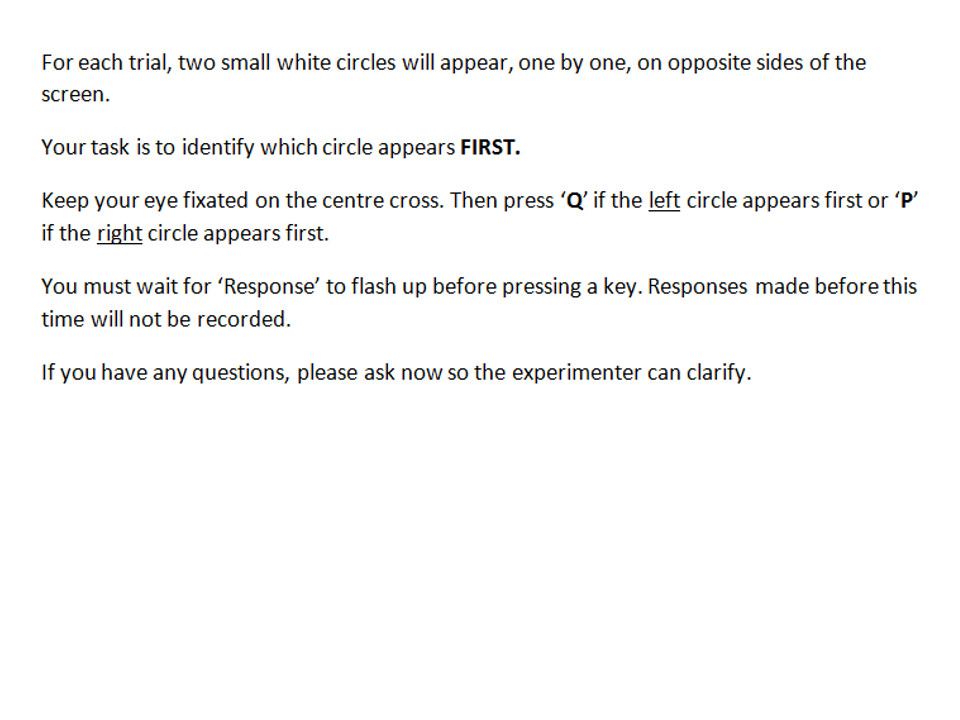 For each trial, two small white circles will appear, one by one, on opposite sides of the
screen.
Your task is to identify which circle appears FIRST.
Keep your eye fixated on the centre cross. Then press ‘Q’ if the left circle appears first or ‘P’
if the right circle appears first.
You must wait for ‘Response’ to flash up before pressing a key. Responses made before this
time will not be recorded.
If you have any questions, please ask now so the experimenter can clarify.